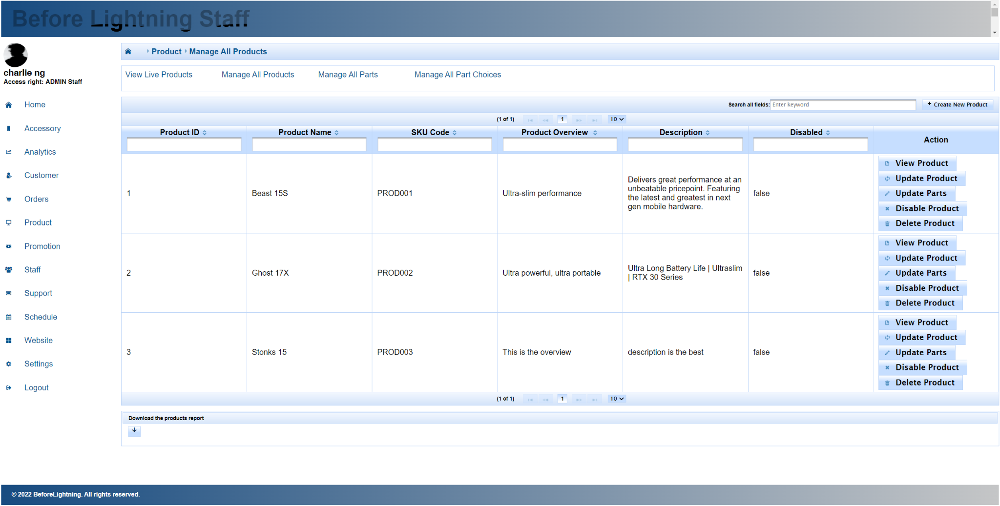 Before Lightning Staff
charlie ng
Access right: ADMIN Staff
Home
Accessory
Analytics
Customer
Orders
Product
Promotion
Staff
Support
Schedule
Website
Settings
Logout
Product Manage All Products
View Live Products Manage All Products Manage All Parts Manage All Part Choices
Search all fields: Enter keyword + Create New Product
(1 of 1) 1 10
Product ID Product Name SKU Code Product Overview Description Disabled Action
1 Beast 15S PROD001 Ultra-slim performance
Delivers great performance at an
unbeatable pricepoint. Featuring
the latest and greatest in next
gen mobile hardware.
false
View Product
Update Product
Update Parts
Disable Product
Delete Product
2 Ghost 17X PROD002 Ultra powerful, ultra portable
Ultra Long Battery Life | Ultraslim
| RTX 30 Series
false
View Product
Update Product
Update Parts
Disable Product
Delete Product
3 Stonks 15 PROD003 This is the overview description is the best false
View Product
Update Product
Update Parts
Disable Product
Delete Product
(1 of 1) 1 10
Download the products report
© 2022 BeforeLightning. All rights reserved.